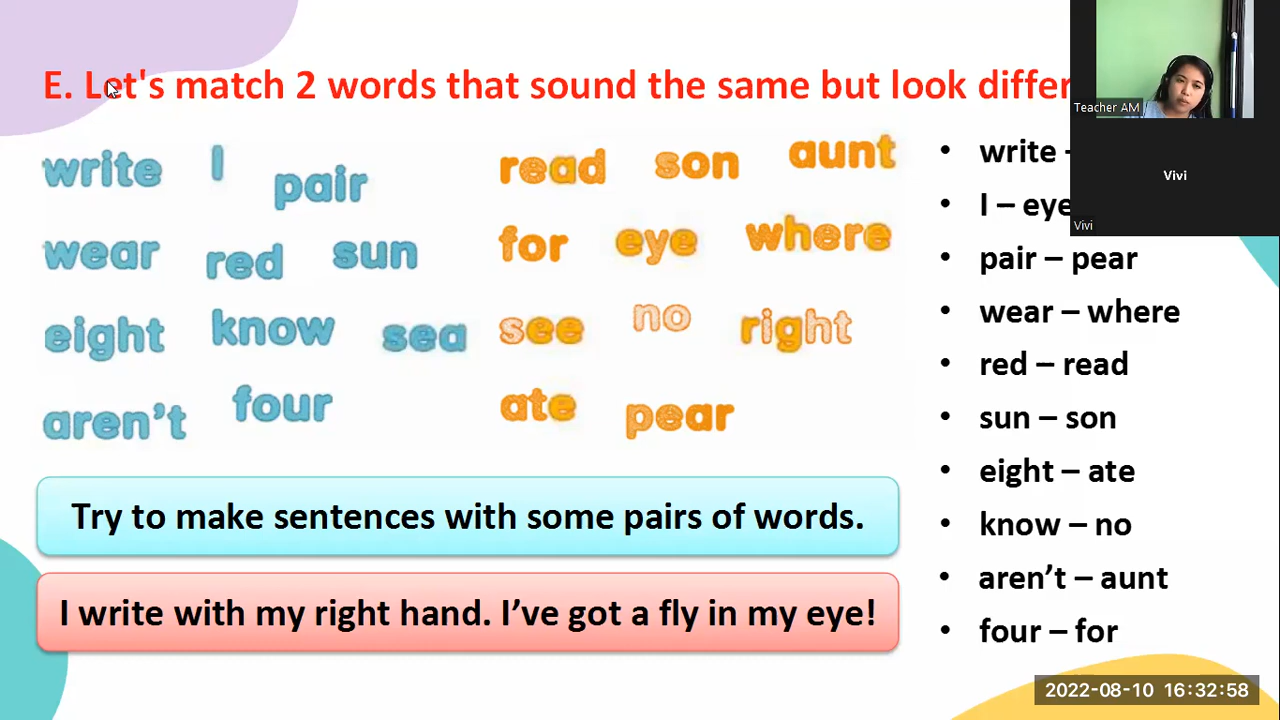 E. Let's match 2 words that sound the same but look differ
Teacher AM
Vivi
Vivi
write I pair
wear red sun
eight know sea
aren't four
read son aunt
for eye where
see no right
ate pear
• write –
• I – eye
• pair – pear
• wear – where
• red – read
• sun – son
• eight – ate
• know – no
• aren't – aunt
• four – for
Try to make sentences with some pairs of words.
I write with my right hand. I've got a fly in my eye!
2022-08-10 16:32:58